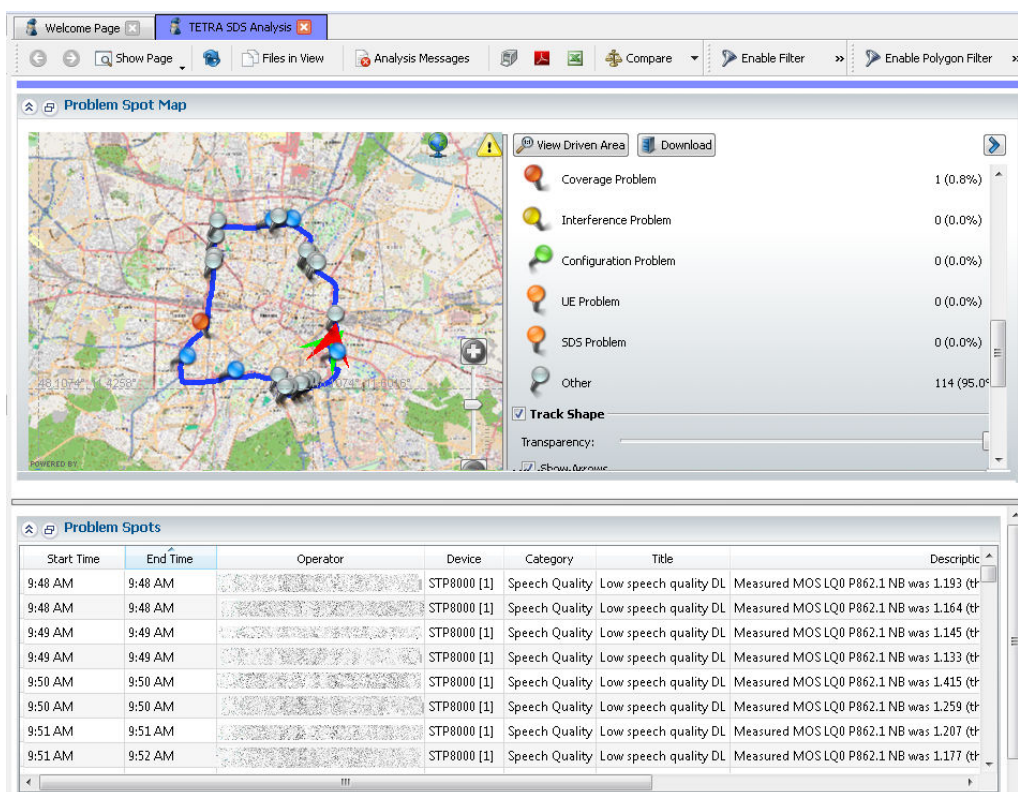 Welcome Page
TETRA SDS Analysis
Show Page
Files in View
Analysis Messages
Compare
Enable Filter
»
Enable Polygon Filter
»
Problem Spot Map
View Driven Area
Download
Coverage Problem 1 (0.8%)
Interference Problem 0 (0.0%)
Configuration Problem 0 (0.0%)
UE Problem 0 (0.0%)
SDS Problem 0 (0.0%)
Other 114 (95.0%
Track Shape
Transparency:
Show Arrows
48.1074° 11.4258°
POWERED BY
Problem Spots
Start Time End Time Operator Device Category Title Descriptic
9:48 AM 9:48 AM STP8000 [1] Speech Quality Low speech quality DL Measured MOS LQ0 P862.1 NB was 1.193 (th
9:48 AM 9:48 AM STP8000 [1] Speech Quality Low speech quality DL Measured MOS LQ0 P862.1 NB was 1.164 (th
9:49 AM 9:49 AM STP8000 [1] Speech Quality Low speech quality DL Measured MOS LQ0 P862.1 NB was 1.145 (th
9:49 AM 9:49 AM STP8000 [1] Speech Quality Low speech quality DL Measured MOS LQ0 P862.1 NB was 1.133 (th
9:50 AM 9:50 AM STP8000 [1] Speech Quality Low speech quality DL Measured MOS LQ0 P862.1 NB was 1.415 (th
9:50 AM 9:50 AM STP8000 [1] Speech Quality Low speech quality DL Measured MOS LQ0 P862.1 NB was 1.259 (th
9:51 AM 9:51 AM STP8000 [1] Speech Quality Low speech quality DL Measured MOS LQ0 P862.1 NB was 1.207 (th
9:51 AM 9:52 AM STP8000 [1] Speech Quality Low speech quality DL Measured MOS LQ0 P862.1 NB was 1.177 (th